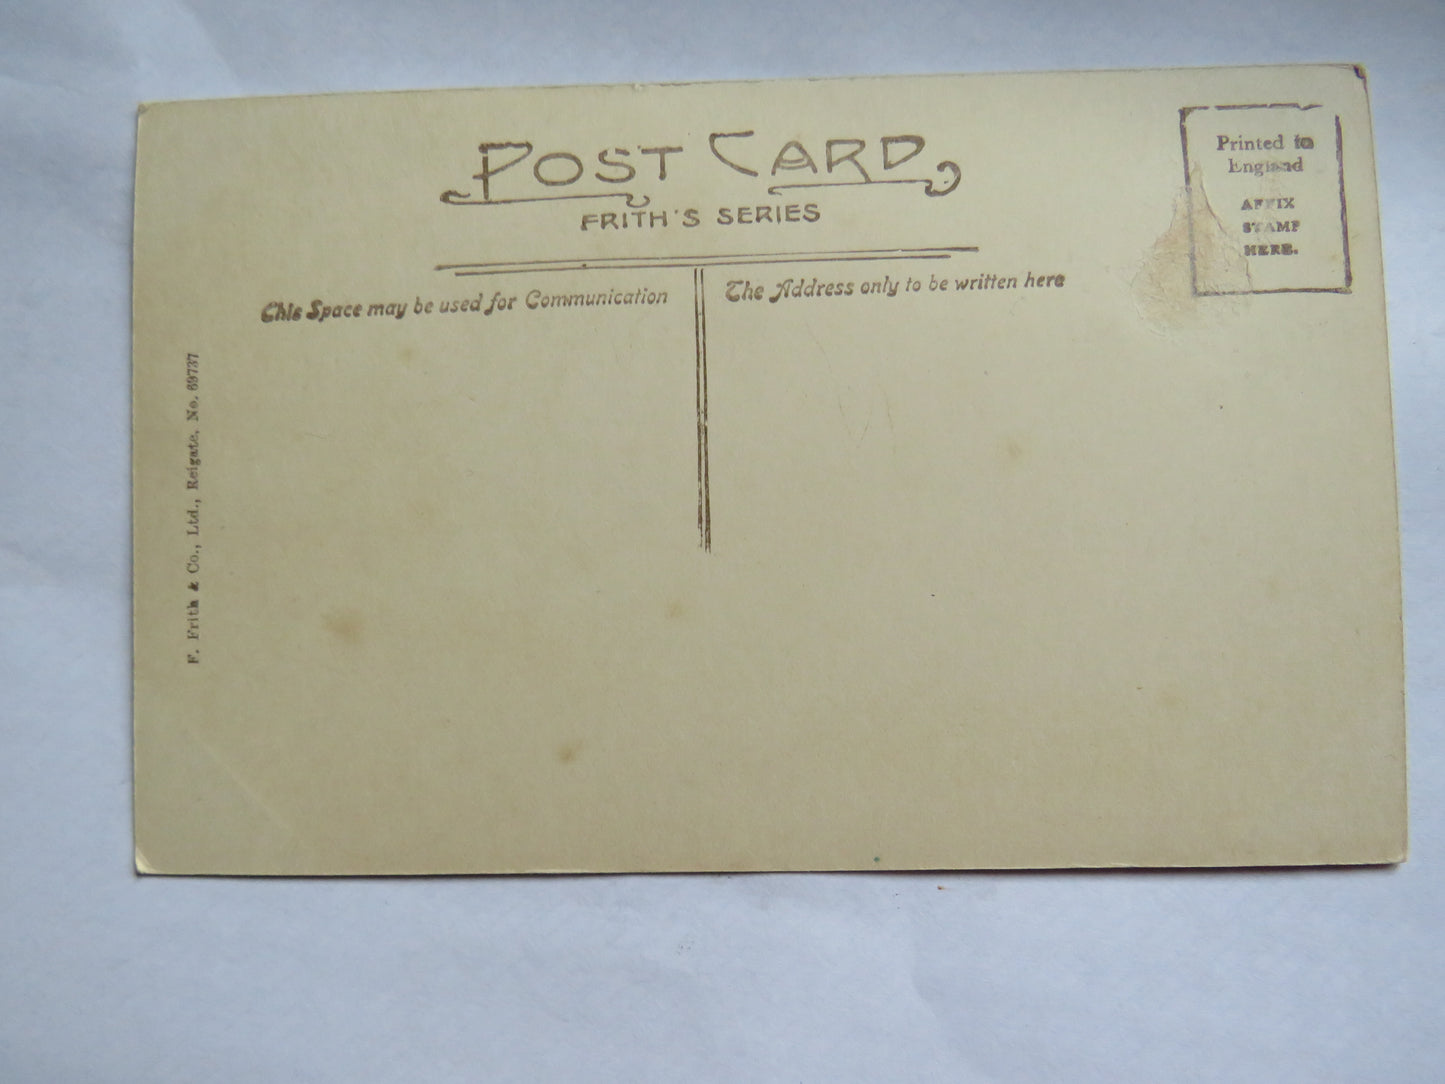 POST CARD
FRITH'S SERIES
Printed in
England
AFFIX
STAMP
HERE.
This Space may be used for Communication
The Address only to be written here
F. Frith & Co., Ltd., Reigate, No. 69737